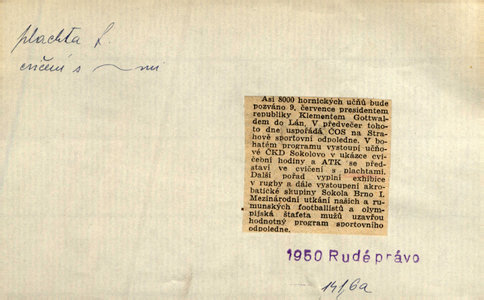 plachta f.
cvičení s ~mi
Asi 8000 hornických učňů bude
pozváno 9. července presidentem
republiky Klementem Gottwal-
dem do Lán. V předvečer toho-
to dne uspořádá ČOS na Stra-
hově sportovní odpoledne. V bo-
hatém programu vystoupí učňo-
vé ČKD Sokolovo v ukázce cvi-
čební hodiny a ATK se před-
staví ve cvičení s plachtami.
Další pořad vyplní exhibice
v rugby a dále vystoupení akro-
batické skupiny Sokola Brno I.
Mezinárodní utkání našich a ru-
munských footballistů a olym-
pijská štafeta mužů uzavřou
hodnotný program sportovního
odpoledne.
1950 Rudé právo
141/6a